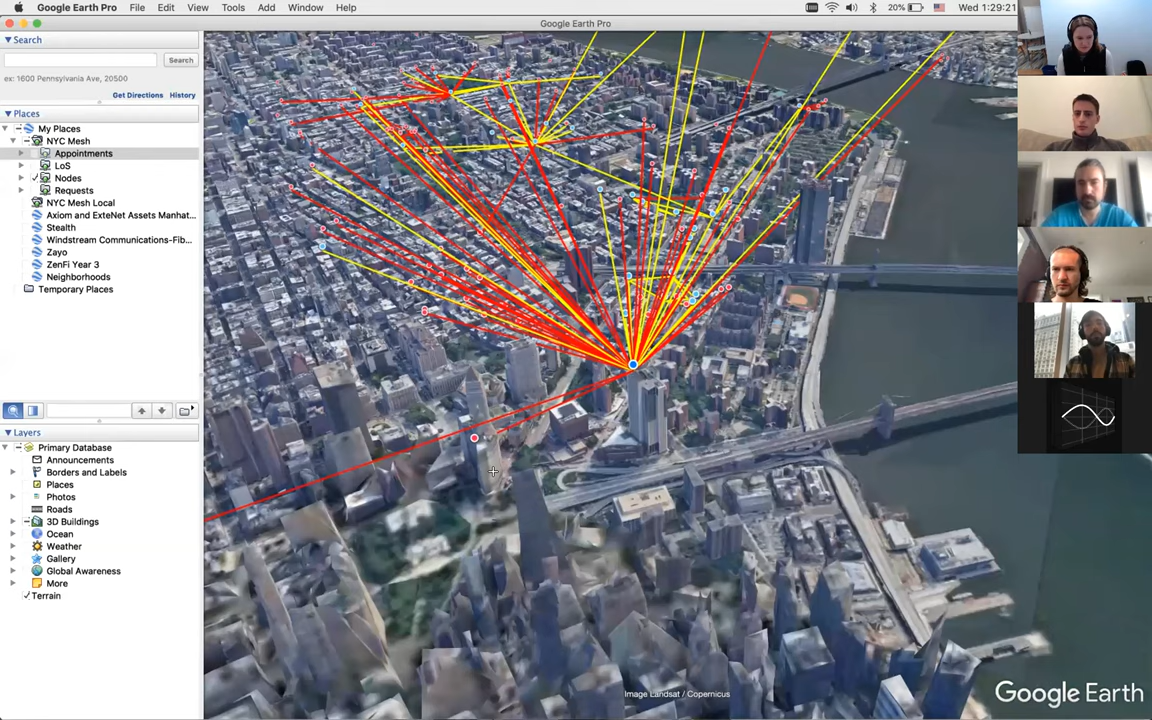 Google Earth Pro File Edit View Tools Add Window Help 20% Wed 1:29:21
Google Earth Pro
Search
Search
ex: 1600 Pennsylvania Ave, 20500
Get Directions History
Places
My Places
NYC Mesh
Appointments
LoS
Nodes
Requests
NYC Mesh Local
Axiom and ExteNet Assets Manhat...
Stealth
Windstream Communications-Fib...
Zayo
ZenFi Year 3
Neighborhoods
Temporary Places
Layers
Primary Database
Announcements
Borders and Labels
Places
Photos
Roads
3D Buildings
Ocean
Weather
Gallery
Global Awareness
More
Terrain
Image Landsat / Copernicus
Google Earth